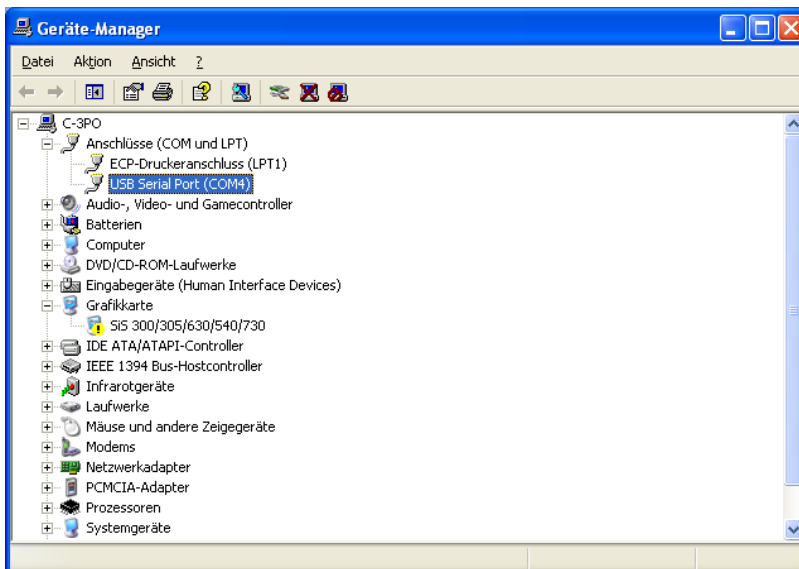 Geräte-Manager
Datei Aktion Ansicht ?
C-3PO
Anschlüsse (COM und LPT)
ECP-Druckeranschluss (LPT1)
USB Serial Port (COM4)
Audio-, Video- und Gamecontroller
Batterien
Computer
DVD/CD-ROM-Laufwerke
Eingabegeräte (Human Interface Devices)
Grafikkarte
SiS 300/305/630/540/730
IDE ATA/ATAPI-Controller
IEEE 1394 Bus-Hostcontroller
Infrarotgeräte
Laufwerke
Mäuse und andere Zeigegeräte
Modems
Netzwerkadapter
PCMCIA-Adapter
Prozessoren
Systemgeräte